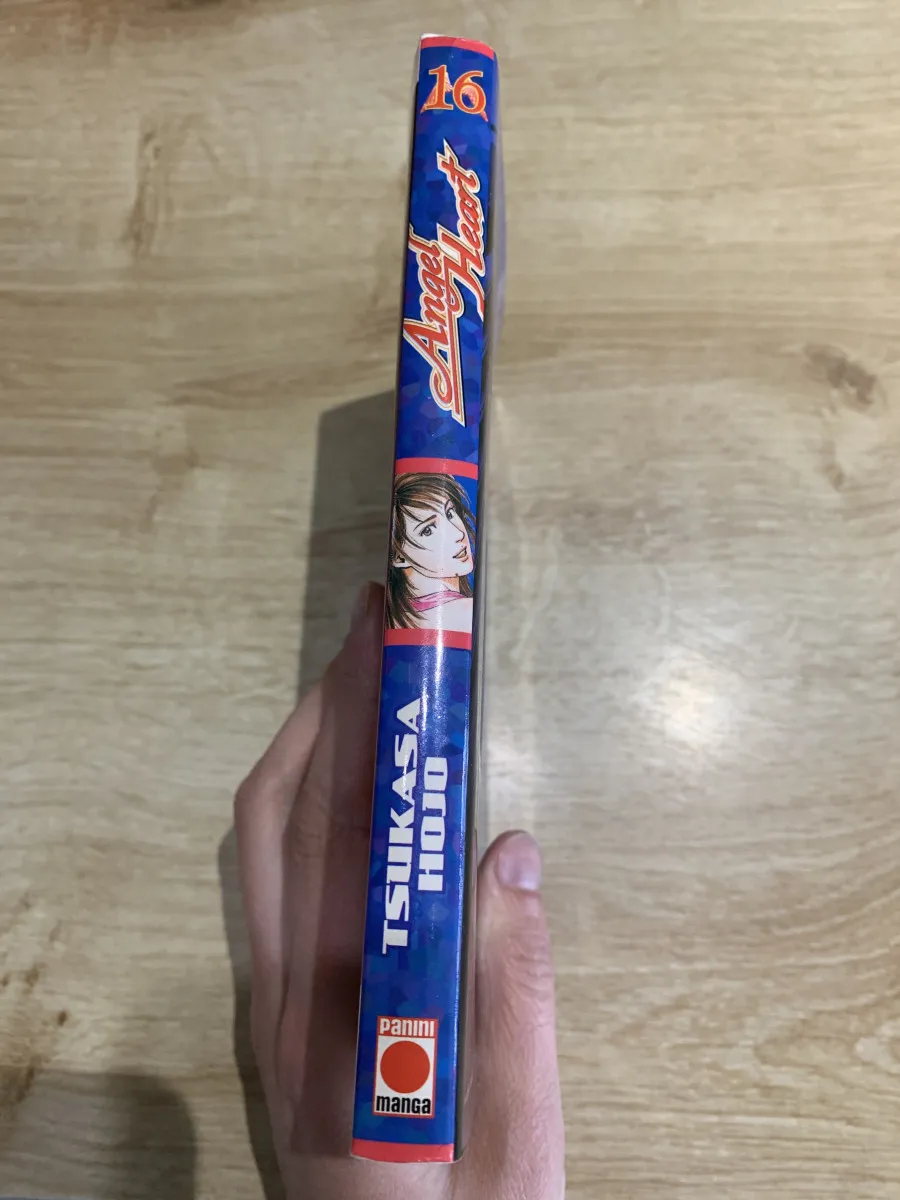 16
Angel
Heart
TSUKASA
HOJO
PANINI
manga